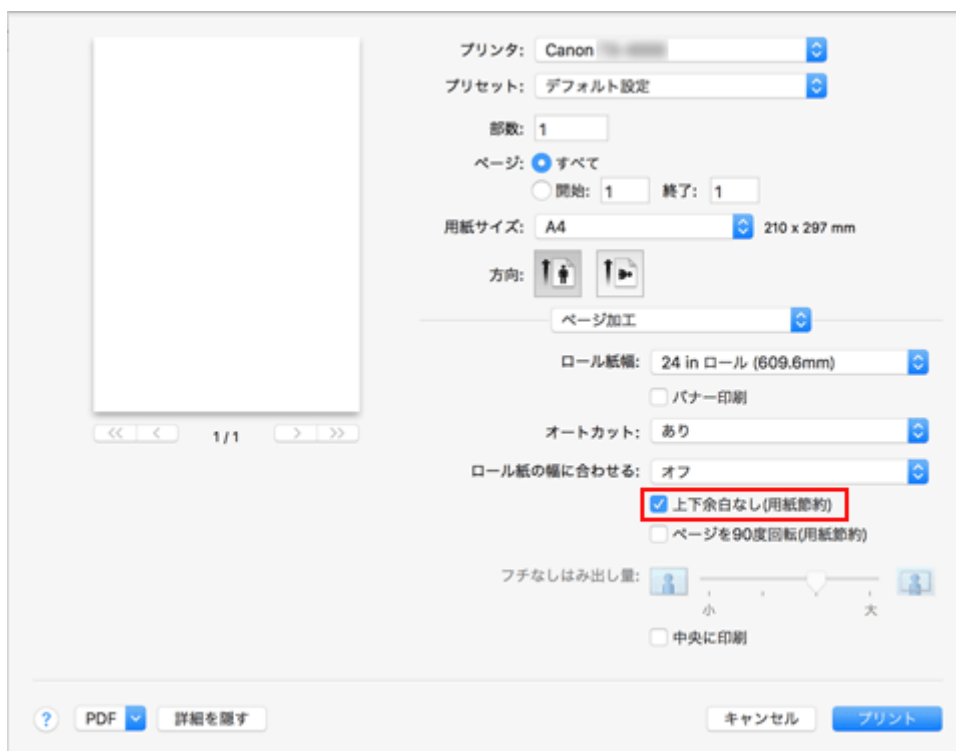 プリンタ: Canon
プリセット: デフォルト設定
部数: 1
ページ: すべて
開始: 1 終了: 1
用紙サイズ: A4 210 x 297 mm
方向:
ページ加工
ロール紙幅: 24 in ロール (609.6mm)
バナー印刷
オートカット: あり
ロール紙の幅に合わせる: オフ
上下余白なし(用紙節約)
ページを90度回転(用紙節約)
フチなしはみ出し量:
小 大
中央に印刷
1 / 1
? PDF 詳細を隠す キャンセル プリント